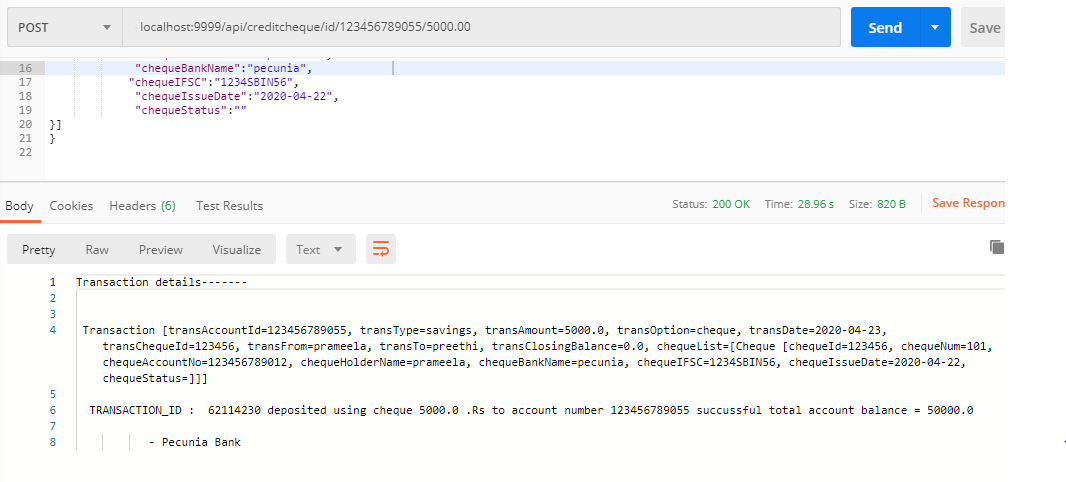 POST localhost:9999/api/creditcheque/id/123456789055/5000.00 Send Save
16 "chequeBankName":"pecunia",
17 "chequeIFSC":"1234SBIN56",
18 "chequeIssueDate":"2020-04-22",
19 "chequeStatus":""
20 }]
21 }
22
Body Cookies Headers (6) Test Results Status: 200 OK Time: 28.96 s Size: 820 B Save Respon
Pretty Raw Preview Visualize Text
1 Transaction details-------
2
3
4 Transaction [transAccountId=123456789055, transType=savings, transAmount=5000.0, transOption=cheque, transDate=2020-04-23,
transChequeId=123456, transFrom=prameela, transTo=preethi, transClosingBalance=0.0, chequeList=[Cheque [chequeId=123456, chequeNum=101,
chequeAccountNo=123456789012, chequeHolderName=prameela, chequeBankName=pecunia, chequeIFSC=1234SBIN56, chequeIssueDate=2020-04-22,
chequeStatus=]]]
5
6 TRANSACTION_ID : 62114230 deposited using cheque 5000.0 .Rs to account number 123456789055 succussful total account balance = 50000.0
7
8 - Pecunia Bank